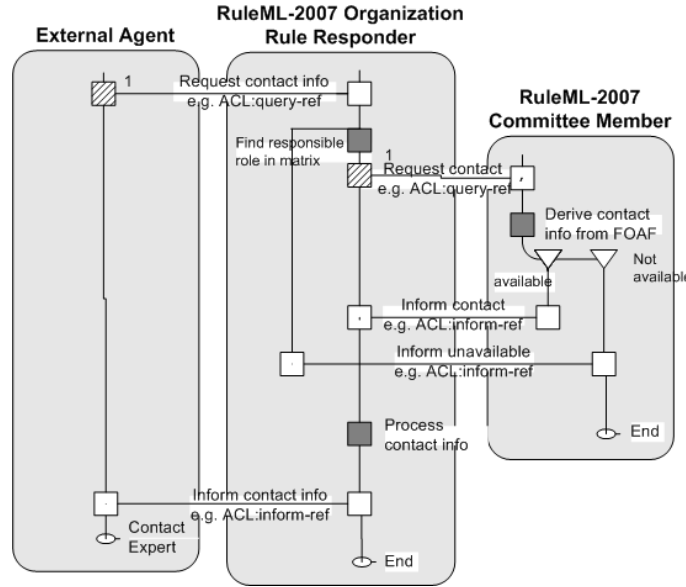 External Agent
RuleML-2007 Organization
Rule Responder
RuleML-2007
Committee Member
1
Request contact info
e.g. ACL:query-ref
Find responsible
role in matrix
1
Request contact
e.g. ACL:query-ref
Derive contact
info from FOAF
available
Not
available
Inform contact
e.g. ACL:inform-ref
Inform unavailable
e.g. ACL:inform-ref
Process
contact info
End
Inform contact info
e.g. ACL:inform-ref
Contact
Expert
End